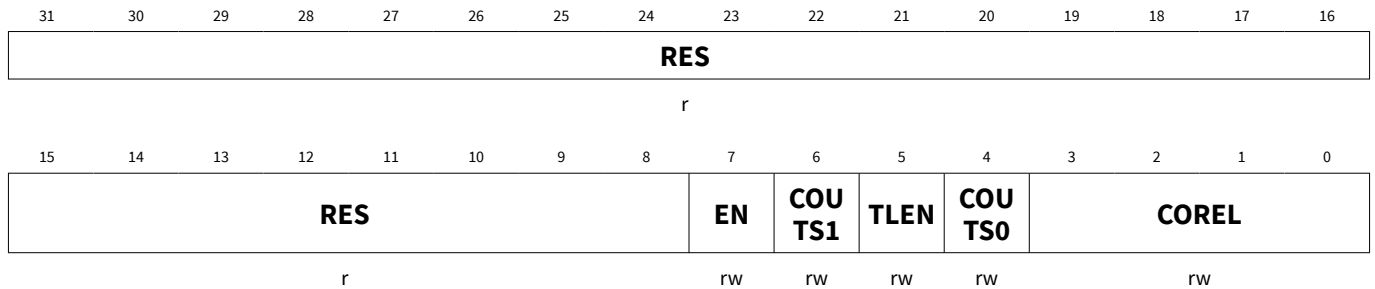 31 30 29 28 27 26 25 24 23 22 21 20 19 18 17 16
RES
r
15 14 13 12 11 10 9 8 7 6 5 4 3 2 1 0
RES EN COU TS1 TLEN COU TS0 COREL
r rw rw rw rw rw